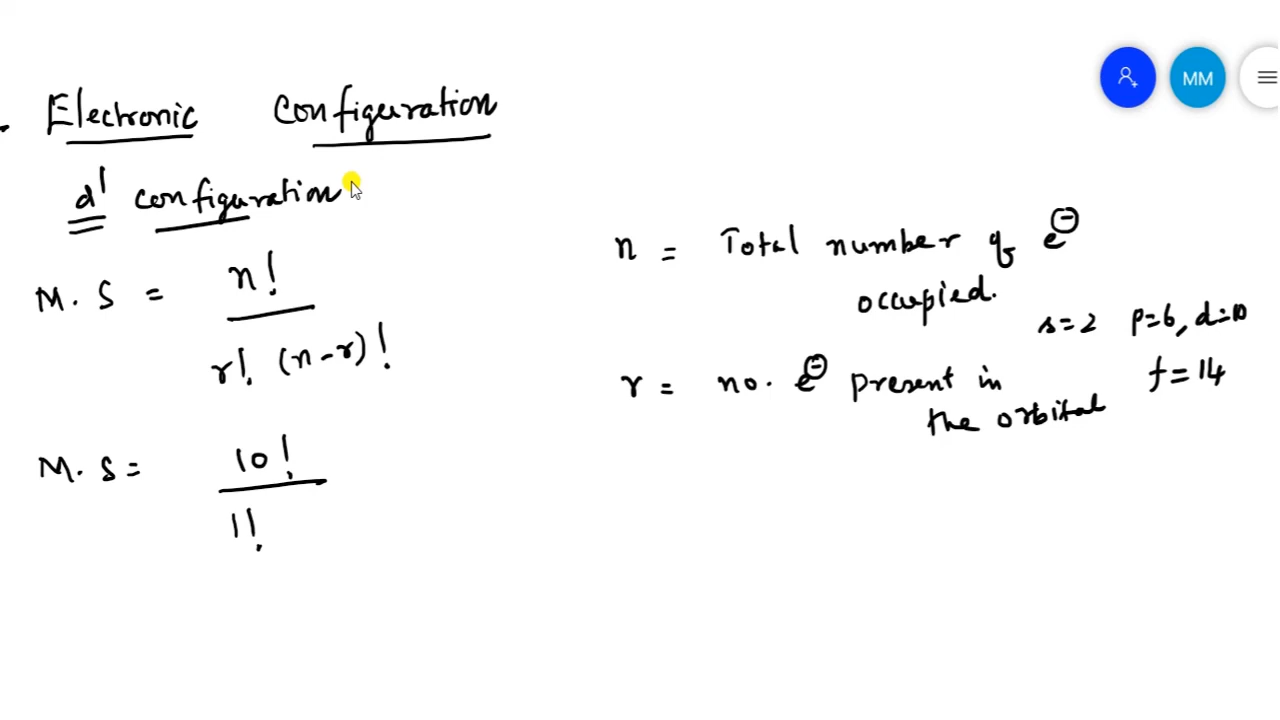 Electronic Configuration
d¹ configuration
M.S = n! / r! (n-r)!
M.S = 10! / 1!
n = Total number of e⊖
occupied.
s=2 p=6, d=10
f=14
r = no. e⊖ present in
the orbital
MM